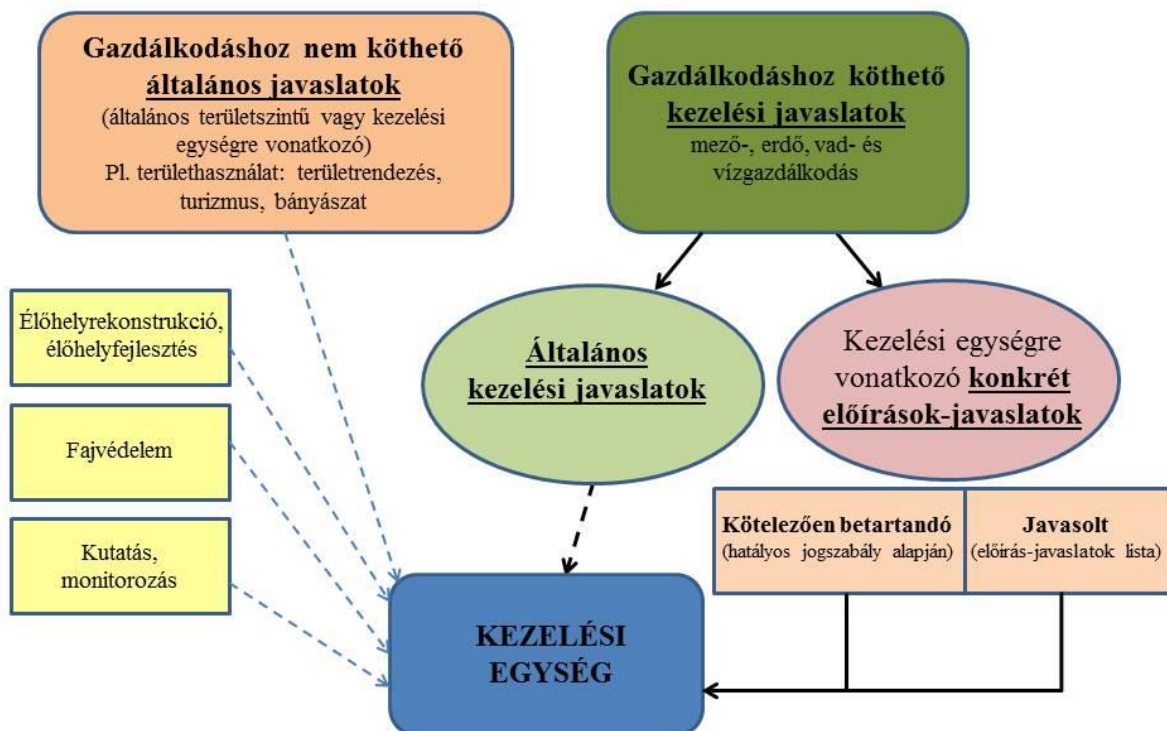 Gazdálkodáshoz nem köthető
általános javaslatok
(általános területszintű vagy kezelési
egységre vonatkozó)
Pl. területhasználat: területrendezés,
turizmus, bányászat
Gazdálkodáshoz köthető
kezelési javaslatok
mező-, erdő, vad- és
vízgazdálkodás
Élőhelyrekonstrukció,
élőhelyfejlesztés
Fajvédelem
Kutatás,
monitorozás
Általános
kezelési javaslatok
Kezelési egységre
vonatkozó konkrét
előírások-javaslatok
Kötelezően betartandó
(hatályos jogszabály alapján)
Javasolt
(előírás-javaslatok lista)
KEZELÉSI
EGYSÉG